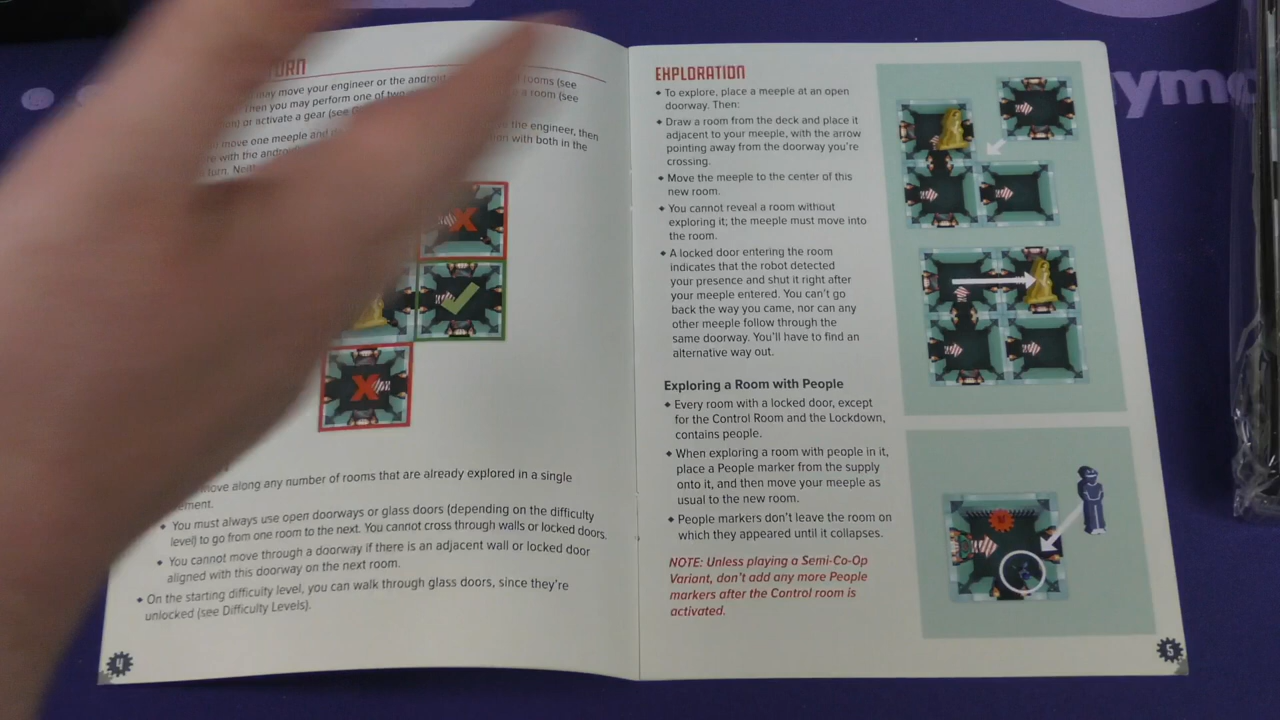 TURN
may move your engineer or the android
rooms (see
Then you may perform one of two
a room (see
or activate a gear (see
move one meeple and
the engineer, then
with the
with both in the
turn.
move along any number of rooms that are already explored in a single
You must always use open doorways or glass doors (depending on the difficulty
level) to go from one room to the next. You cannot cross through walls or locked doors.
You cannot move through a doorway if there is an adjacent wall or locked door
aligned with this doorway on the next room.
On the starting difficulty level, you can walk through glass doors, since they're
unlocked (see Difficulty Levels).
4
EXPLORATION
To explore, place a meeple at an open
doorway. Then:
Draw a room from the deck and place it
adjacent to your meeple, with the arrow
pointing away from the doorway you're
crossing.
Move the meeple to the center of this
new room.
You cannot reveal a room without
exploring it; the meeple must move into
the room.
A locked door entering the room
indicates that the robot detected
your presence and shut it right after
your meeple entered. You can't go
back the way you came, nor can any
other meeple follow through the
same doorway. You'll have to find an
alternative way out.
Exploring a Room with People
Every room with a locked door, except
for the Control Room and the Lockdown,
contains people.
When exploring a room with people in it,
place a People marker from the supply
onto it, and then move your meeple as
usual to the new room.
People markers don't leave the room on
which they appeared until it collapses.
NOTE: Unless playing a Semi-Co-Op
Variant, don't add any more People
markers after the Control room is
activated.
5